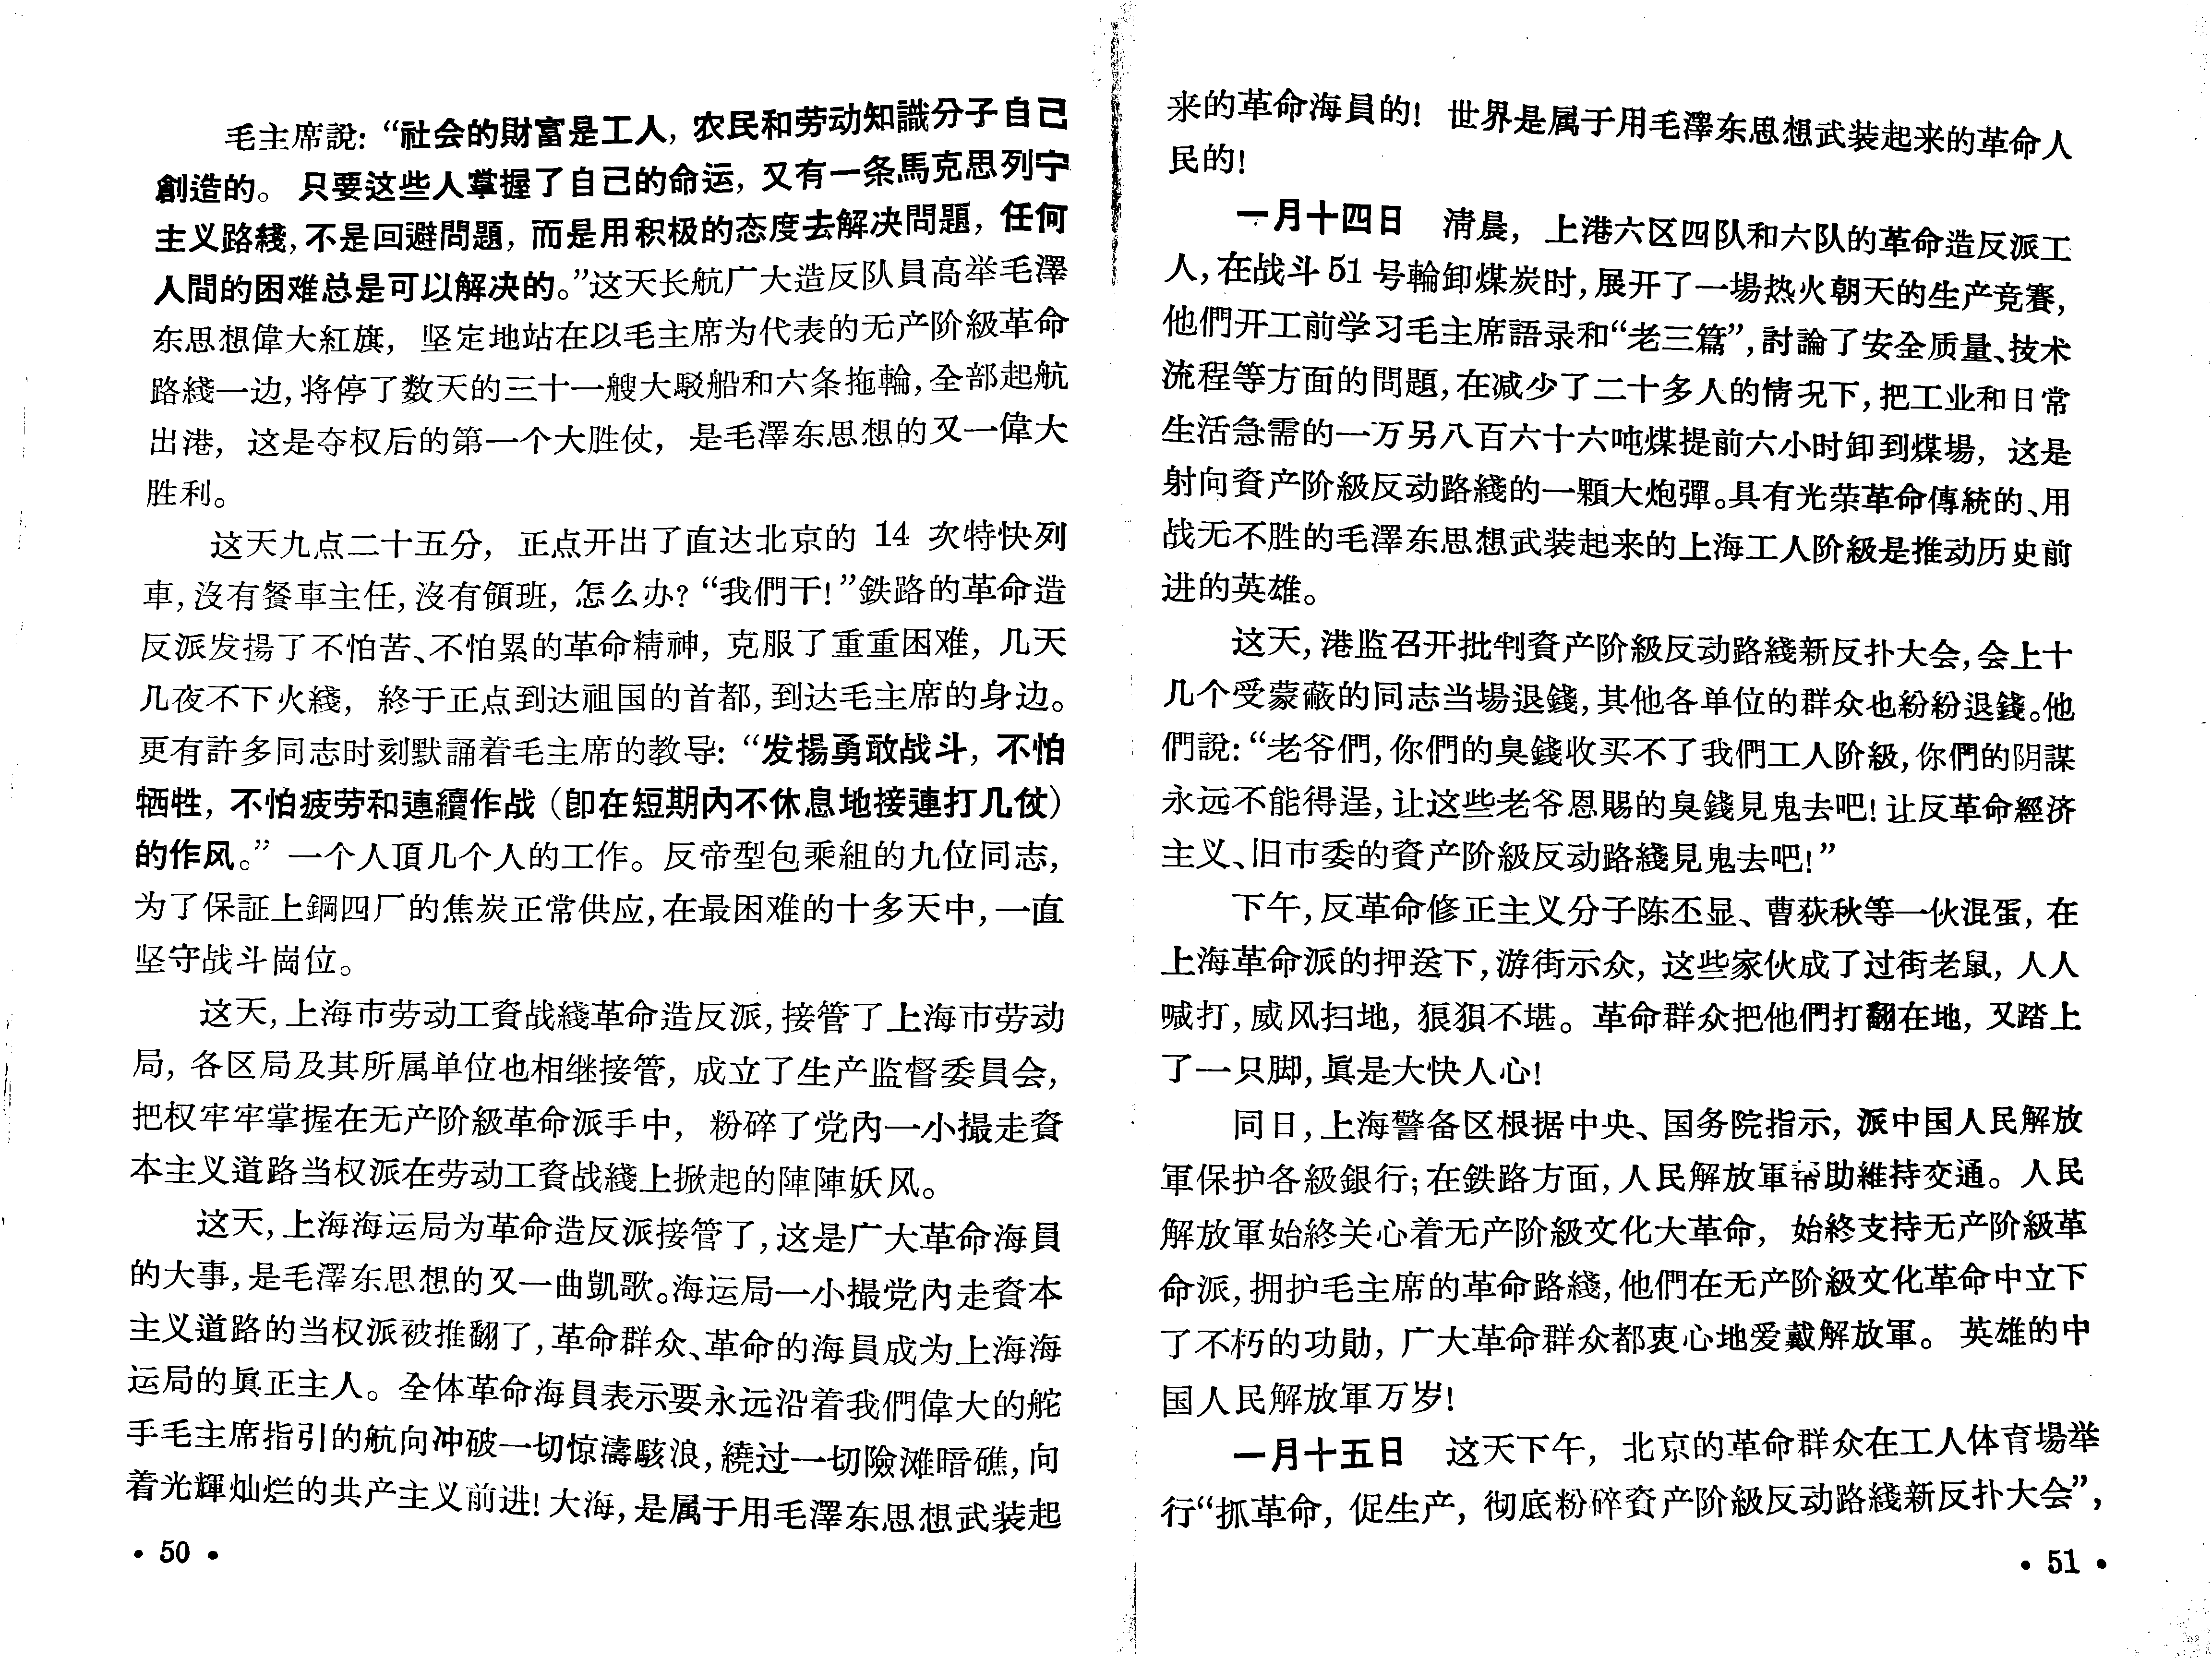 毛主席說：“社会的財富是工人，农民和劳动知識分子自己
創造的。只要这些人掌握了自己的命运，又有一条馬克思列宁
主义路綫，不是回避問題，而是用积极的态度去解决問題，任何
人間的困难总是可以解决的。”这天长航广大造反队員高举毛澤
东思想偉大紅旗，坚定地站在以毛主席为代表的无产阶級革命
路綫一边，将停了数天的三十一艘大駁船和六条拖輪，全部起航
出港，这是夺权后的第一个大胜仗，是毛澤东思想的又一偉大
胜利。
这天九点二十五分，正点开出了直达北京的 14 次特快列
車，沒有餐車主任，沒有領班，怎么办？“我們干！”鉄路的革命造
反派发揚了不怕苦、不怕累的革命精神，克服了重重困难，几天
几夜不下火綫，終于正点到达祖国的首都，到达毛主席的身边。
更有許多同志时刻默誦着毛主席的教导：“发揚勇敢战斗，不怕
牺牲，不怕疲劳和連續作战（卽在短期內不休息地接連打几仗）
的作风。”一个人頂几个人的工作。反帝型包乘組的九位同志，
为了保証上鋼四厂的焦炭正常供应，在最困难的十多天中，一直
坚守战斗崗位。
这天，上海市劳动工資战綫革命造反派，接管了上海市劳动
局，各区局及其所属单位也相继接管，成立了生产监督委員会，
把权牢牢掌握在无产阶級革命派手中，粉碎了党內一小撮走資
本主义道路当权派在劳动工資战綫上掀起的陣陣妖风。
这天，上海海运局为革命造反派接管了，这是广大革命海員
的大事，是毛澤东思想的又一曲凱歌。海运局一小撮党內走資本
主义道路的当权派被推翻了，革命群众、革命的海員成为上海海
运局的眞正主人。全体革命海員表示要永远沿着我們偉大的舵
手毛主席指引的航向冲破一切惊濤駭浪，繞过一切險滩暗礁，向
着光輝灿烂的共产主义前进！大海，是属于用毛澤东思想武装起
• 50 •
来的革命海員的！世界是属于用毛澤东思想武装起来的革命人
民的！
一月十四日 清晨，上港六区四队和六队的革命造反派工
人，在战斗 51 号輪卸煤炭时，展开了一場热火朝天的生产竞賽，
他們开工前学习毛主席語录和“老三篇”，討論了安全质量、技术
流程等方面的問題，在减少了二十多人的情况下，把工业和日常
生活急需的一万另八百六十六吨煤提前六小时卸到煤場，这是
射向資产阶級反动路綫的一顆大炮彈。具有光荣革命傳統的、用
战无不胜的毛澤东思想武装起来的上海工人阶級是推动历史前
进的英雄。
这天，港监召开批判資产阶級反动路綫新反扑大会，会上十
几个受蒙蔽的同志当場退錢，其他各单位的群众也紛紛退錢。他
們說：“老爷們，你們的臭錢收买不了我們工人阶級，你們的阴謀
永远不能得逞，让这些老爷恩賜的臭錢見鬼去吧！让反革命經济
主义、旧市委的資产阶級反动路綫見鬼去吧！”
下午，反革命修正主义分子陈丕显、曹荻秋等一伙混蛋，在
上海革命派的押送下，游街示众，这些家伙成了过街老鼠，人人
喊打，威风扫地，狠狽不堪。革命群众把他們打翻在地，又踏上
了一只脚，眞是大快人心！
同日，上海警备区根据中央、国务院指示，派中国人民解放
軍保护各級銀行；在鉄路方面，人民解放軍帮助維持交通。人民
解放軍始終关心着无产阶級文化大革命，始終支持无产阶級革
命派，拥护毛主席的革命路綫，他們在无产阶級文化革命中立下
了不朽的功勛，广大革命群众都衷心地爱戴解放軍。英雄的中
国人民解放軍万岁！
一月十五日 这天下午，北京的革命群众在工人体育場举
行“抓革命，促生产，彻底粉碎資产阶級反动路綫新反扑大会”，
• 51 •